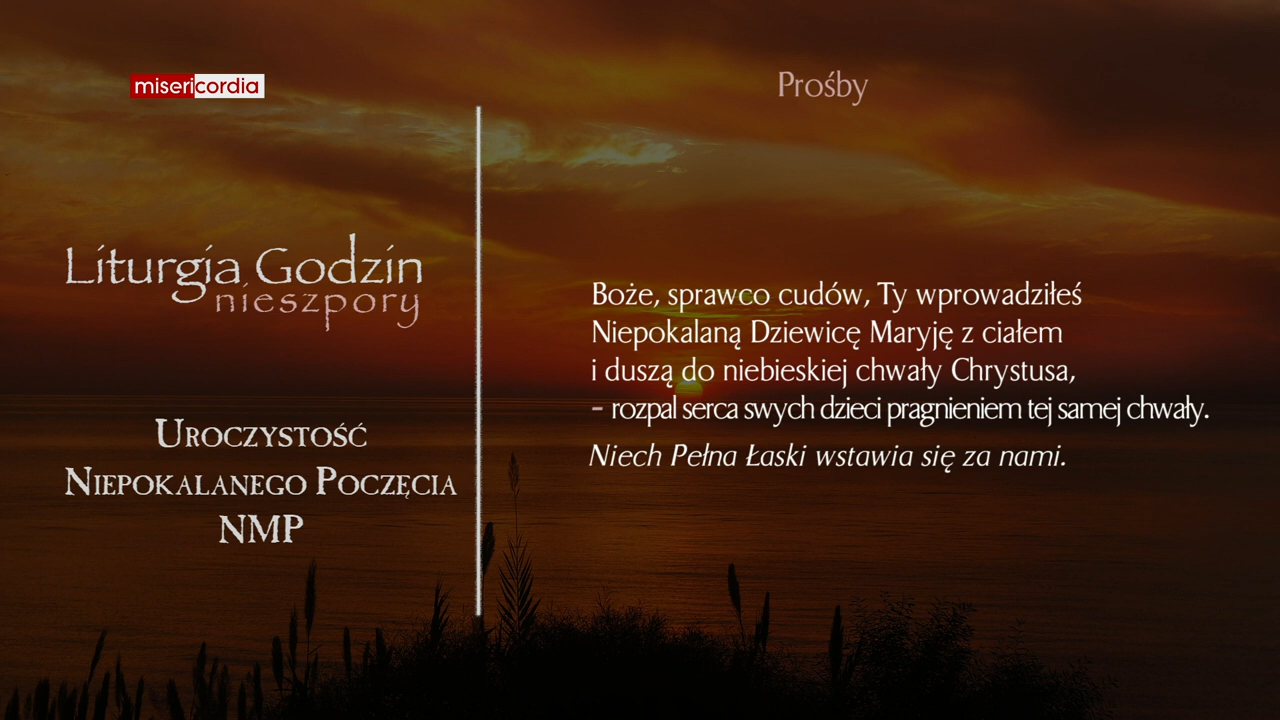 misericordia
Prośby
Liturgia Godzin
nieszpory
Uroczystość
Niepokalanego Poczęcia
NMP
Boże, sprawco cudów, Ty wprowadziłeś
Niepokalaną Dziewicę Maryję z ciałem
i duszą do niebieskiej chwały Chrystusa,
- rozpal serca swych dzieci pragnieniem tej samej chwały.
Niech Pełna Łaski wstawia się za nami.